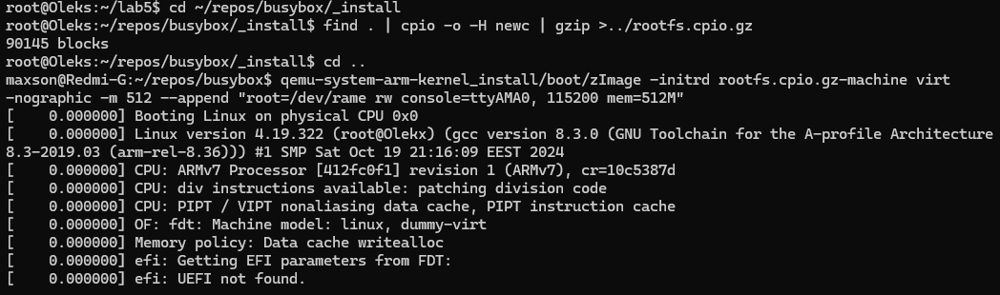 root@Oleks:~/lab5$ cd ~/repos/busybox/_install
root@Oleks:~/repos/busybox/_install$ find . | cpio -o -H newc | gzip >../rootfs.cpio.gz
90145 blocks
root@Oleks:~/repos/busybox/_install$ cd ..
maxson@Redmi-G:~/repos/busybox$ qemu-system-arm-kernel_install/boot/zImage -initrd rootfs.cpio.gz-machine virt
-nographic -m 512 --append "root=/dev/rame rw console=ttyAMA0, 115200 mem=512M"
[    0.000000] Booting Linux on physical CPU 0x0
[    0.000000] Linux version 4.19.322 (root@Olekx) (gcc version 8.3.0 (GNU Toolchain for the A-profile Architecture
8.3-2019.03 (arm-rel-8.36))) #1 SMP Sat Oct 19 21:16:09 EEST 2024
[    0.000000] CPU: ARMv7 Processor [412fc0f1] revision 1 (ARMv7), cr=10c5387d
[    0.000000] CPU: div instructions available: patching division code
[    0.000000] CPU: PIPT / VIPT nonaliasing data cache, PIPT instruction cache
[    0.000000] OF: fdt: Machine model: linux, dummy-virt
[    0.000000] Memory policy: Data cache writealloc
[    0.000000] efi: Getting EFI parameters from FDT:
[    0.000000] efi: UEFI not found.